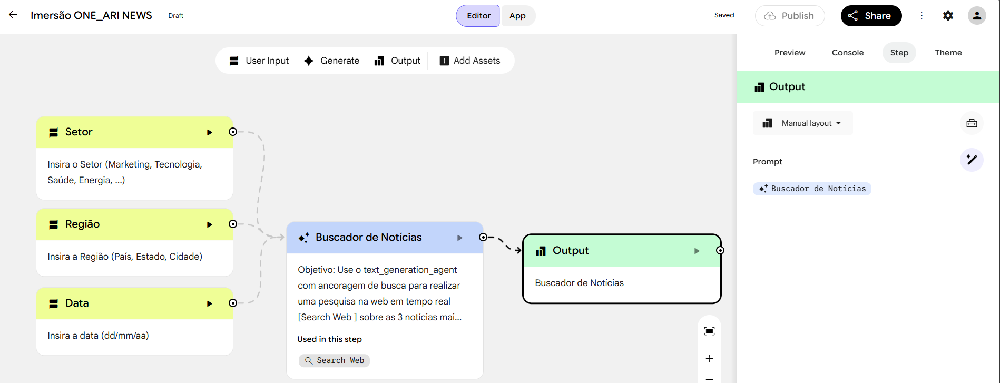 Imersão ONE_ARI NEWS
Draft
Editor
App
Saved
Publish
Share
User Input
Generate
Output
Add Assets
Preview
Console
Step
Theme
Output
Manual layout
Prompt
Buscador de Notícias
Setor
Insira o Setor (Marketing, Tecnologia,
Saúde, Energia, ...)
Região
Insira a Região (País, Estado, Cidade)
Data
Insira a data (dd/mm/aa)
Buscador de Notícias
Objetivo: Use o text_generation_agent
com ancoragem de busca para realizar
uma pesquisa na web em tempo real
[Search Web ] sobre as 3 notícias mai...
Used in this step
Search Web
Output
Buscador de Notícias